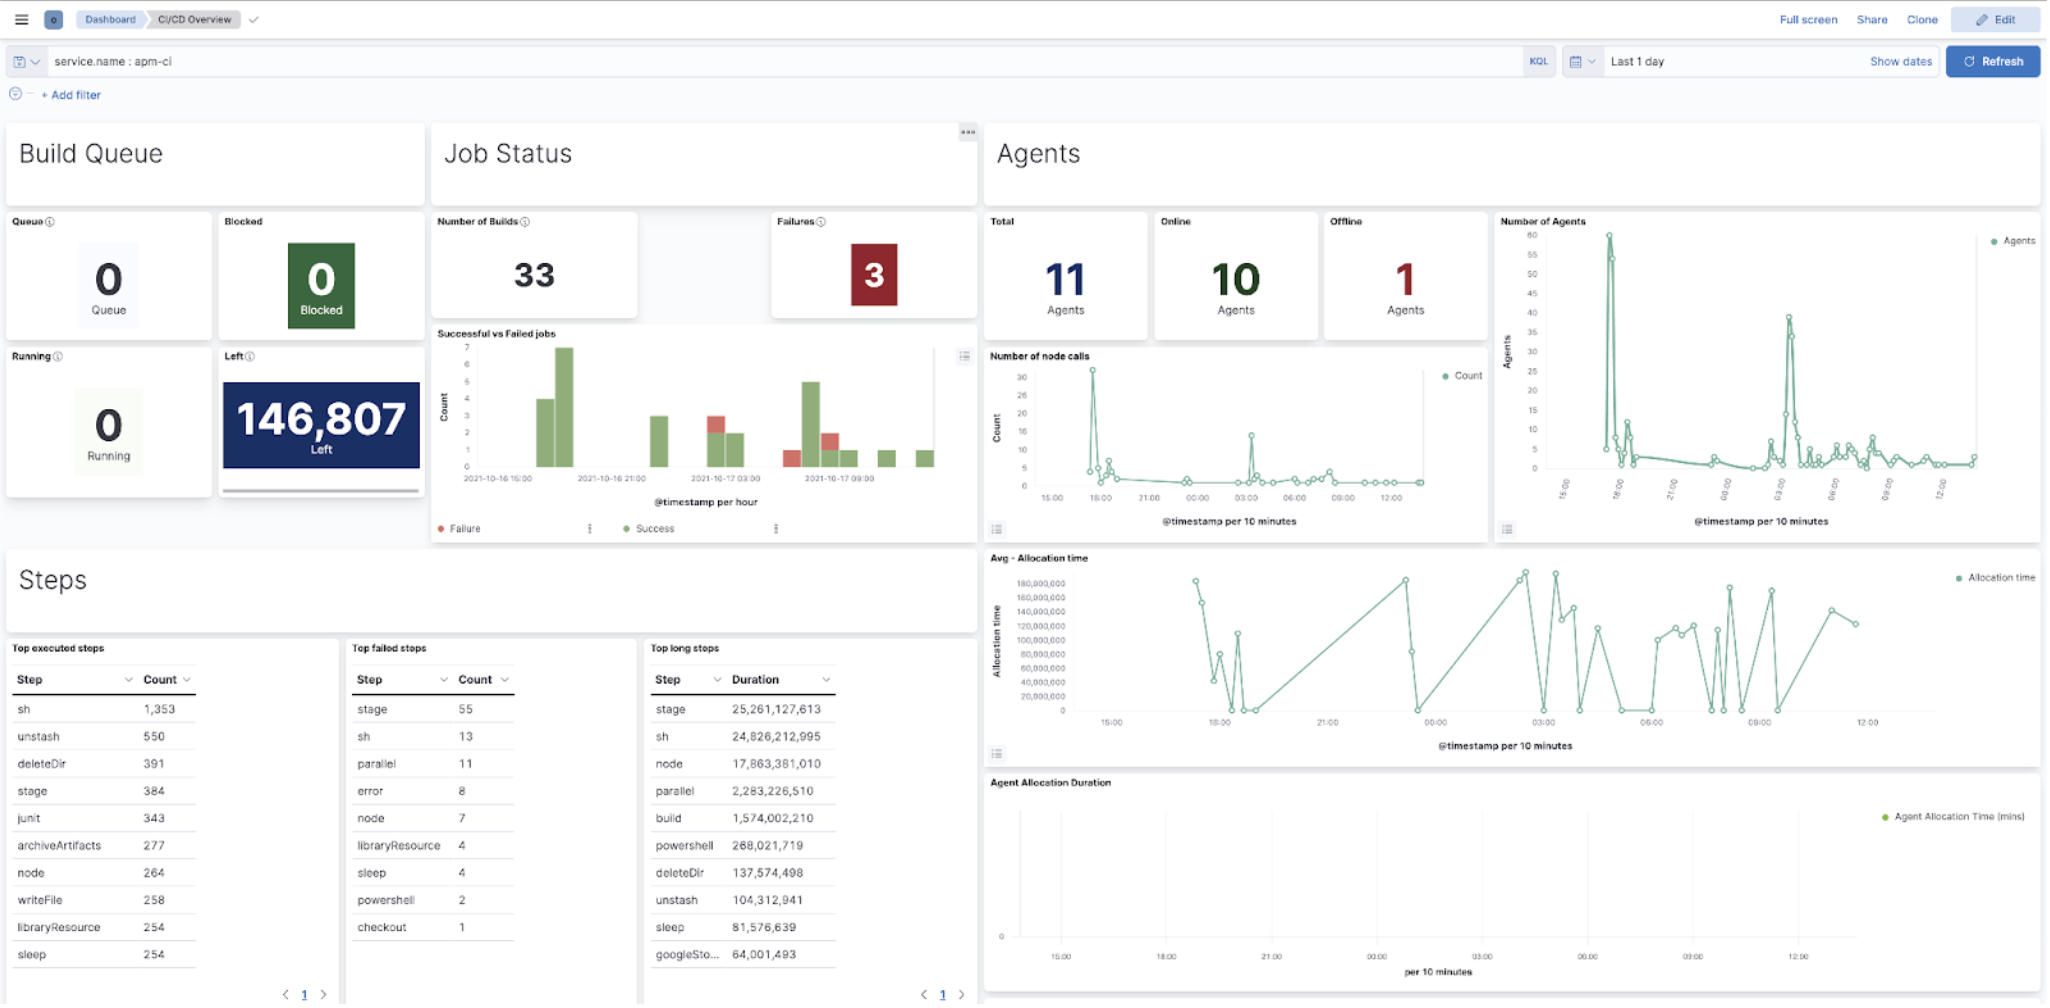 Dashboard
CI/CD Overview
Full screen
Share
Clone
Edit
service.name : apm-ci
KQL
Last 1 day
Show dates
Refresh
+ Add filter
Build Queue
Job Status
Agents
Queue
0
Queue
Blocked
0
Blocked
Running
0
Running
Left
146,807
Left
Number of Builds
33
Failures
3
Successful vs Failed jobs
Count
7
6
5
4
3
2
1
0
2021-10-16 15:00
2021-10-16 21:00
2021-10-17 03:00
2021-10-17 09:00
@timestamp per hour
Failure
Success
Total
11
Agents
Online
10
Agents
Offline
1
Agents
Number of node calls
Count
30
25
20
15
10
5
0
15:00
18:00
21:00
00:00
03:00
06:00
09:00
12:00
@timestamp per 10 minutes
Count
Number of Agents
Agents
60
55
50
45
40
35
30
25
20
15
10
5
0
15:00
18:00
21:00
00:00
03:00
06:00
09:00
12:00
@timestamp per 10 minutes
Agents
Avg - Allocation time
Allocation time
180,000,000
160,000,000
140,000,000
120,000,000
100,000,000
80,000,000
60,000,000
40,000,000
20,000,000
0
15:00
18:00
21:00
00:00
03:00
06:00
09:00
12:00
@timestamp per 10 minutes
Allocation time
Agent Allocation Duration
Agent Allocation Time (mins)
0
15:00
18:00
21:00
00:00
03:00
06:00
09:00
12:00
per 10 minutes
Steps
Top executed steps
Step Count
sh 1,353
unstash 550
deleteDir 391
stage 384
junit 343
archiveArtifacts 277
node 264
writeFile 258
libraryResource 254
sleep 254
1
Top failed steps
Step Count
stage 55
sh 13
parallel 11
error 8
node 7
libraryResource 4
sleep 4
powershell 2
checkout 1
Top long steps
Step Duration
stage 25,261,127,613
sh 24,826,212,995
node 17,863,381,010
parallel 2,283,226,510
build 1,574,002,210
powershell 268,021,719
deleteDir 137,574,498
unstash 104,312,941
sleep 81,576,639
googleSto... 64,001,493
1